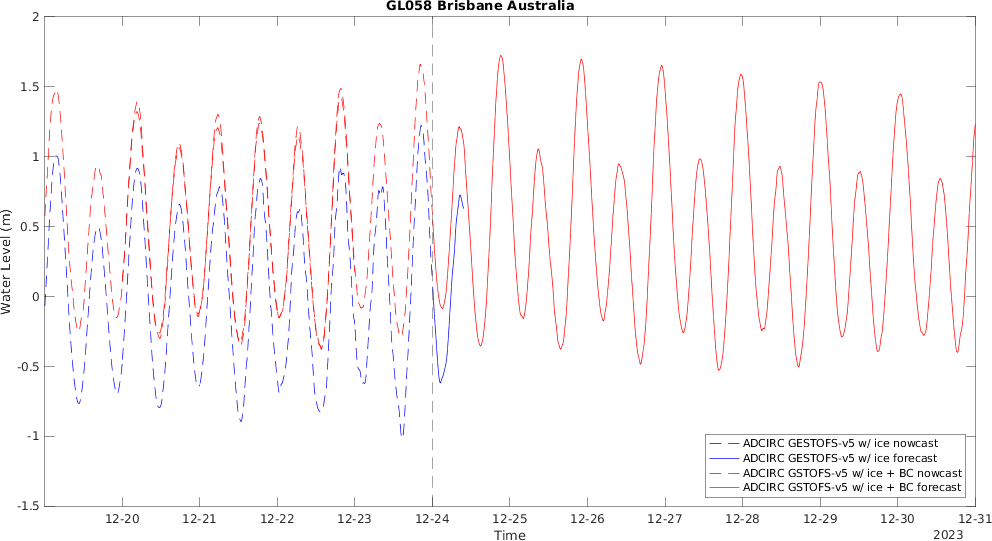 GL058 Brisbane Australia
2
1.5
1
0.5
0
-0.5
-1
-1.5
Water Level (m)
ADCIRC GESTOFS-v5 w/ ice nowcast
ADCIRC GESTOFS-v5 w/ ice forecast
ADCIRC GSTOFS-v5 w/ ice + BC nowcast
ADCIRC GSTOFS-v5 w/ ice + BC forecast
12-20 12-21 12-22 12-23 12-24 12-25 12-26 12-27 12-28 12-29 12-30 12-31
Time
2023